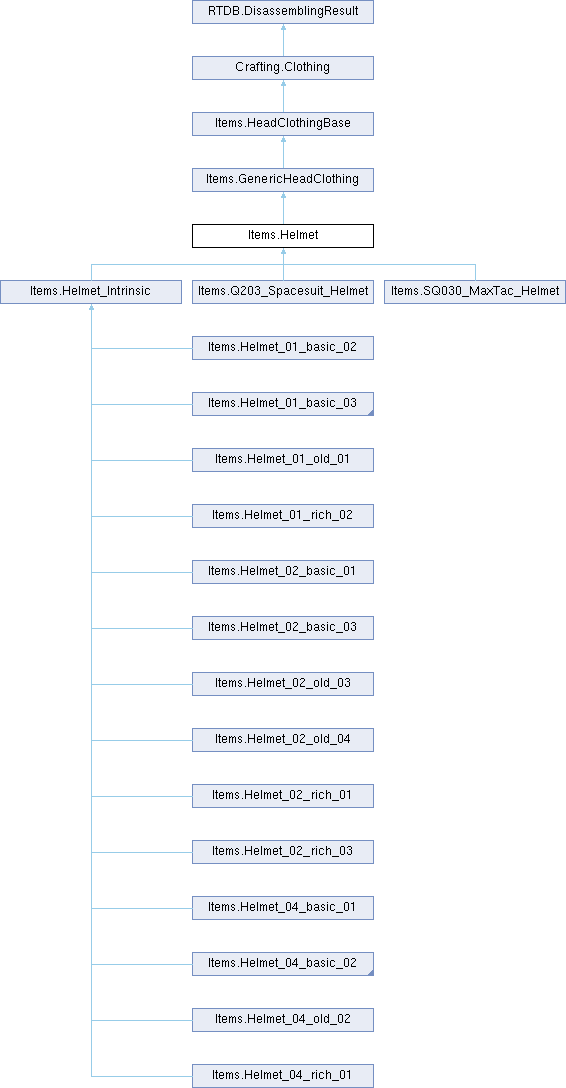 RTDB.DisassemblingResult
Crafting.Clothing
Items.HeadClothingBase
Items.GenericHeadClothing
Items.Helmet
Items.Helmet_Intrinsic
Items.Q203_Spacesuit_Helmet
Items.SQ030_MaxTac_Helmet
Items.Helmet_01_basic_02
Items.Helmet_01_basic_03
Items.Helmet_01_old_01
Items.Helmet_01_rich_02
Items.Helmet_02_basic_01
Items.Helmet_02_basic_03
Items.Helmet_02_old_03
Items.Helmet_02_old_04
Items.Helmet_02_rich_01
Items.Helmet_02_rich_03
Items.Helmet_04_basic_01
Items.Helmet_04_basic_02
Items.Helmet_04_old_02
Items.Helmet_04_rich_01